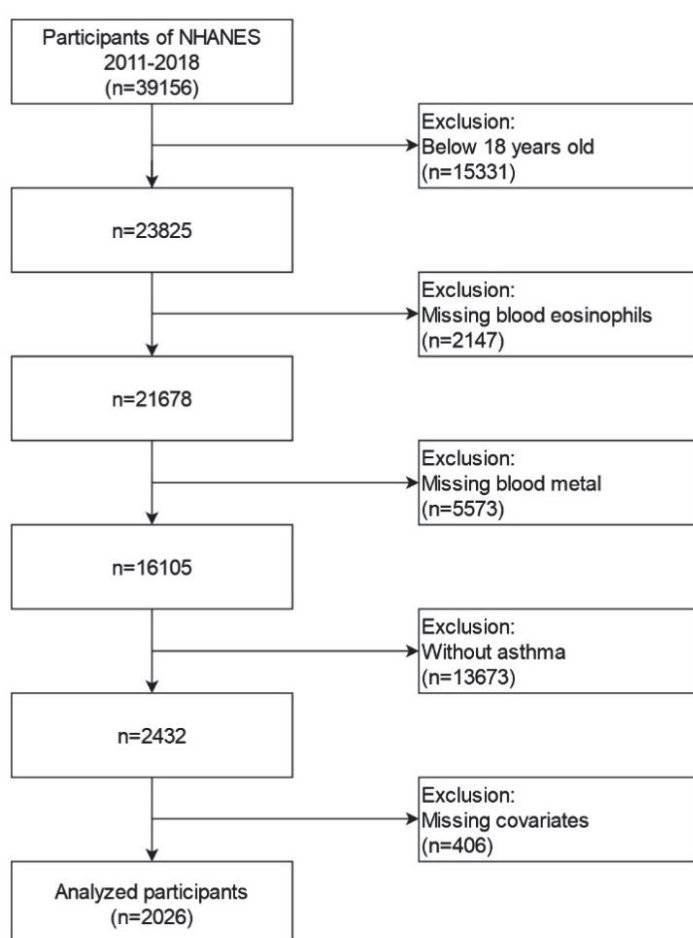 Participants of NHANES
2011-2018
(n=39156)
Exclusion:
Below 18 years old
(n=15331)
n=23825
Exclusion:
Missing blood eosinophils
(n=2147)
n=21678
Exclusion:
Missing blood metal
(n=5573)
n=16105
Exclusion:
Without asthma
(n=13673)
n=2432
Exclusion:
Missing covariates
(n=406)
Analyzed participants
(n=2026)